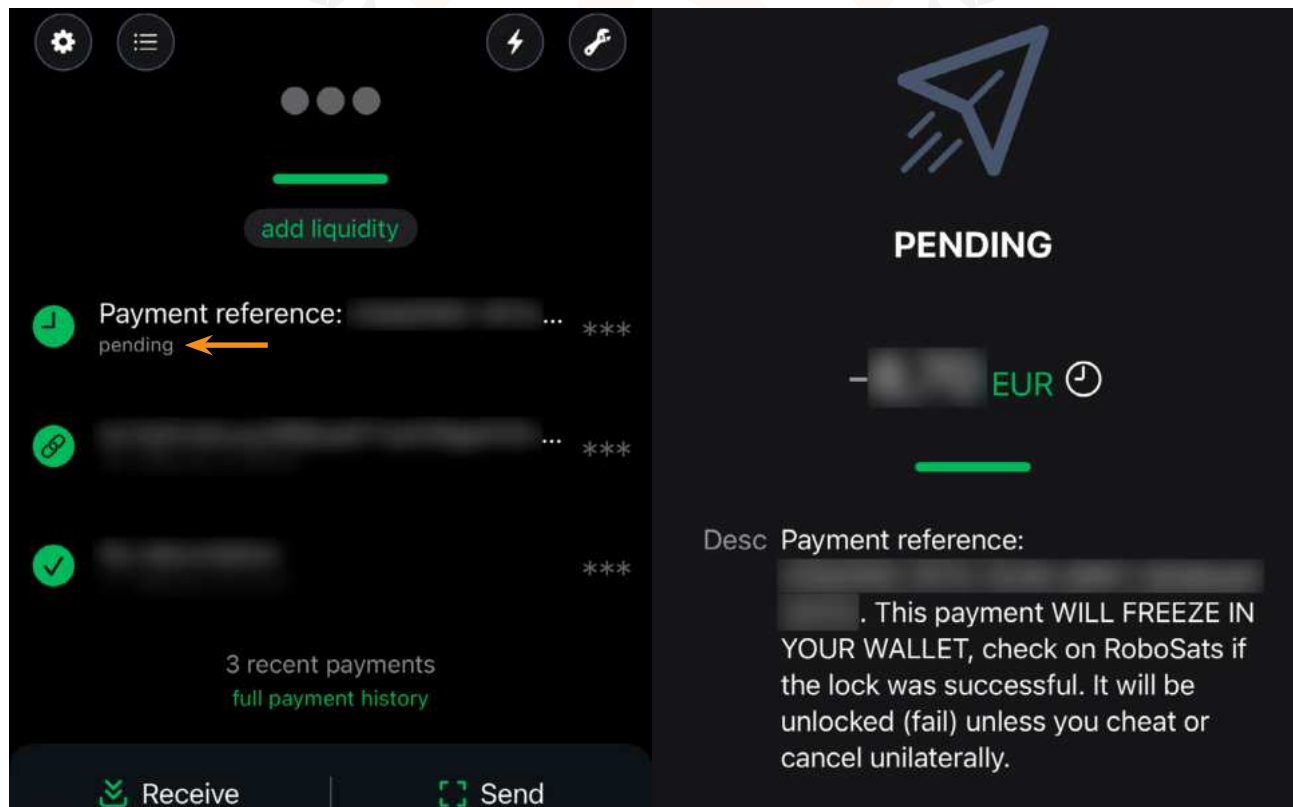 add liquidity
Payment reference: ... ***
pending
... ***
***
3 recent payments
full payment history
Receive
Send
PENDING
- EUR
Desc Payment reference:
. This payment WILL FREEZE IN
YOUR WALLET, check on RoboSats if
the lock was successful. It will be
unlocked (fail) unless you cheat or
cancel unilaterally.